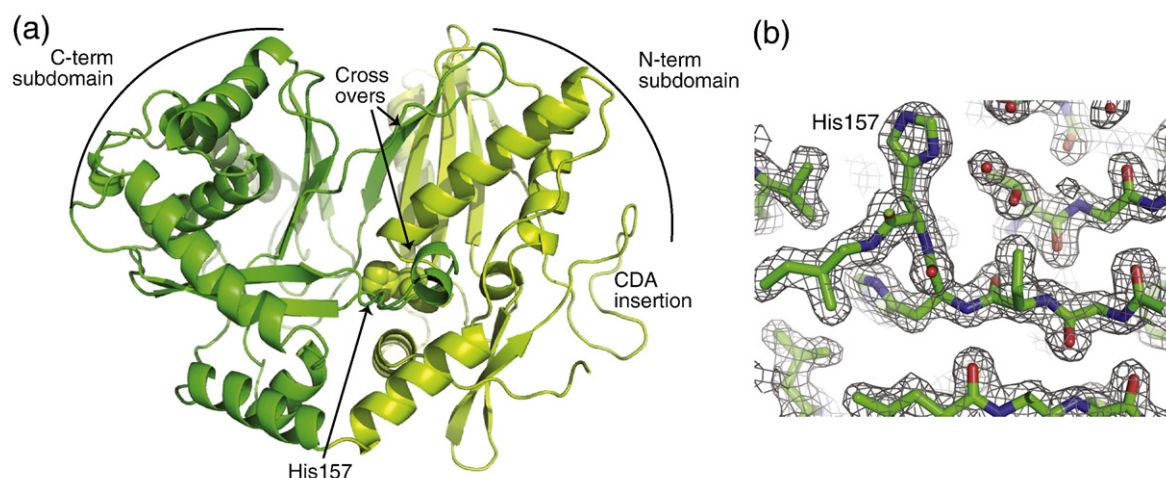 (a)
C-term
subdomain
Cross
overs
N-term
subdomain
CDA
insertion
His157
(b)
His157